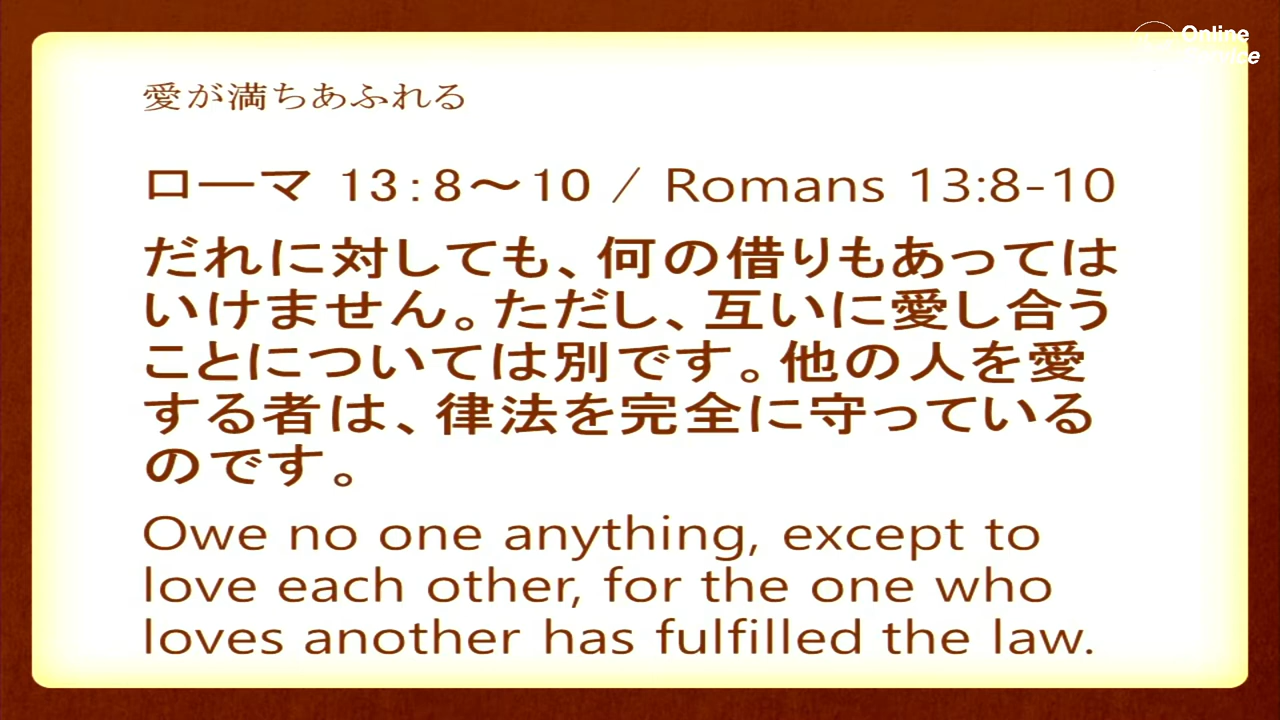 Online
愛が満ちあふれる
ローマ 13：8～10 / Romans 13:8-10
だれに対しても、何の借りもあっては
いけません。ただし、互いに愛し合う
ことについては別です。他の人を愛
する者は、律法を完全に守っている
のです。
Owe no one anything, except to
love each other, for the one who
loves another has fulfilled the law.